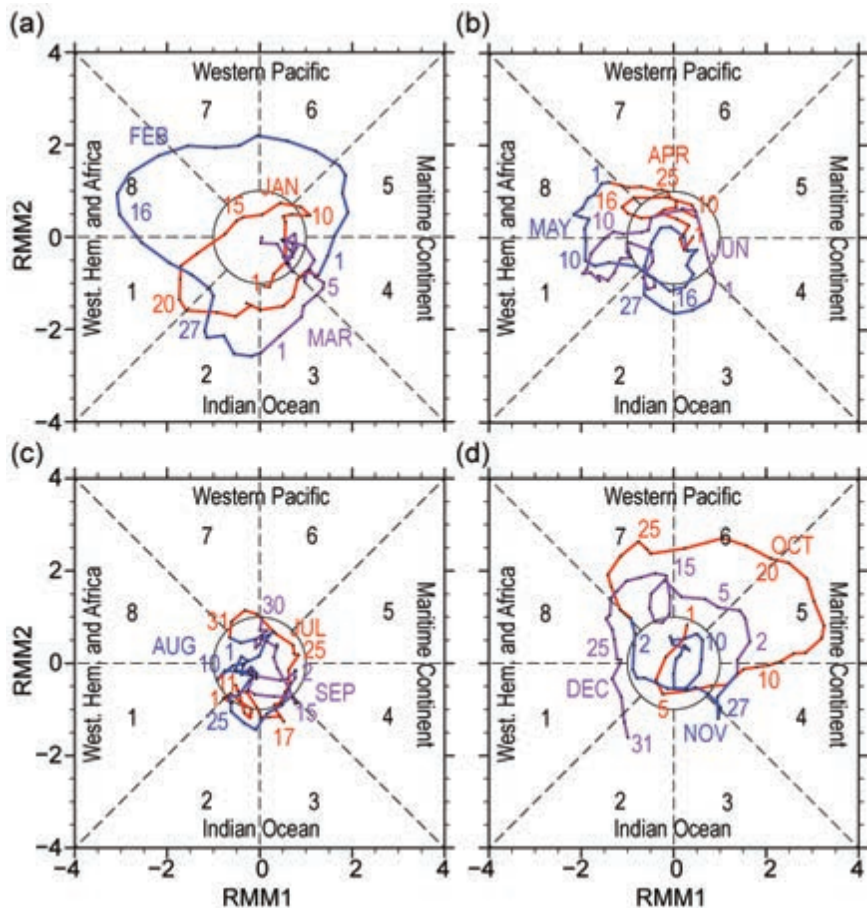 (a)
4
2
0
−2
−4
RMM2
Western Pacific
7
6
FEB
JAN
8
5
15
10
16
West. Hem. and Africa
Maritime Continent
1
1
1
4
20
5
27
MAR
1
2
3
Indian Ocean
(b)
Western Pacific
7
6
APR
1
25
8
16
10
5
MAY
10
JUN
West. Hem. and Africa
Maritime Continent
10
1
4
27
16
1
2
3
Indian Ocean
(c)
4
2
0
−2
−4
RMM2
Western Pacific
7
6
8
31
30
JUL
5
AUG
1
25
10
2
West. Hem. and Africa
Maritime Continent
11
SEP
1
1
15
4
25
17
2
3
Indian Ocean
−4
−2
0
2
4
RMM1
(d)
Western Pacific
7
25
6
OCT
20
15
8
1
5
5
25
2
10
2
West. Hem. and Africa
Maritime Continent
DEC
10
1
5
27
4
31
NOV
2
3
Indian Ocean
−4
−2
0
2
4
RMM1